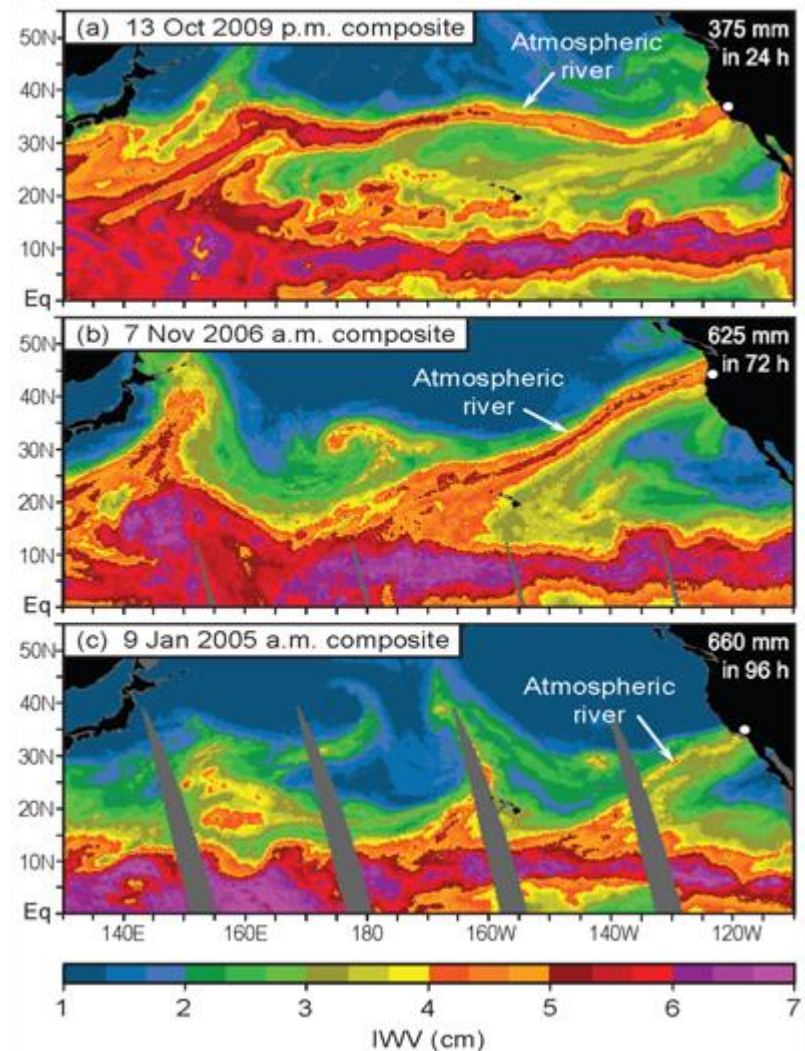 (a) 13 Oct 2009 p.m. composite
375 mm
in 24 h
Atmospheric
river
50N
40N
30N
20N
10N
Eq
(b) 7 Nov 2006 a.m. composite
625 mm
in 72 h
Atmospheric
river
50N
40N
30N
20N
10N
Eq
(c) 9 Jan 2005 a.m. composite
660 mm
in 96 h
Atmospheric
river
50N
40N
30N
20N
10N
Eq
140E 160E 180 160W 140W 120W
1 2 3 4 5 6 7
IWV (cm)